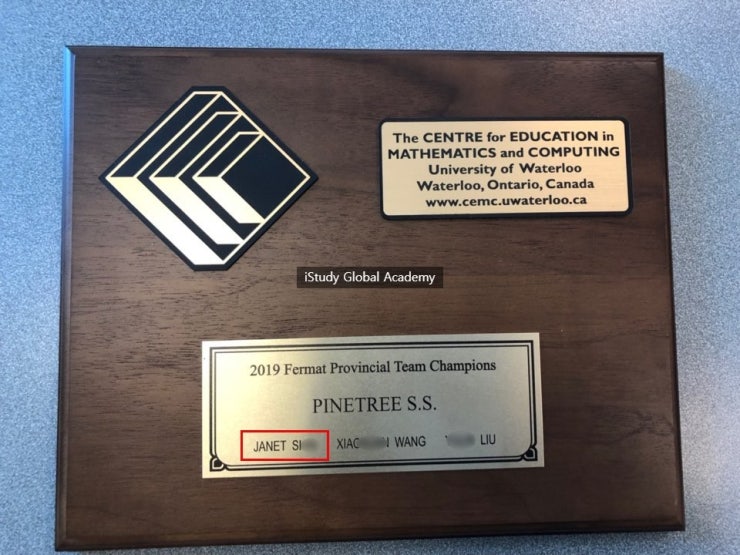 The CENTRE for EDUCATION in
MATHEMATICS and COMPUTING
University of Waterloo
Waterloo, Ontario, Canada
www.cemc.uwaterloo.ca
iStudy Global Academy
2019 Fermat Provincial Team Champions
PINETREE S.S.
JANET WANG LIU